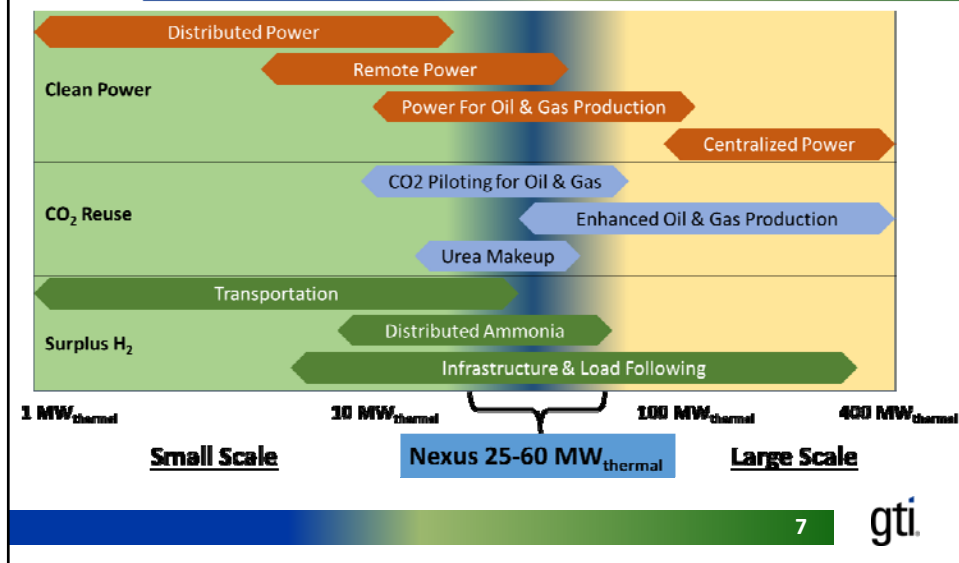 Distributed Power
Remote Power
Clean Power
Power For Oil & Gas Production
Centralized Power
CO2 Piloting for Oil & Gas
CO₂ Reuse
Enhanced Oil & Gas Production
Urea Makeup
Transportation
Distributed Ammonia
Surplus H₂
Infrastructure & Load Following
1 MWthermal 10 MWthermal 100 MWthermal 400 MWthermal
Small Scale Nexus 25-60 MWthermal Large Scale
7 gti.